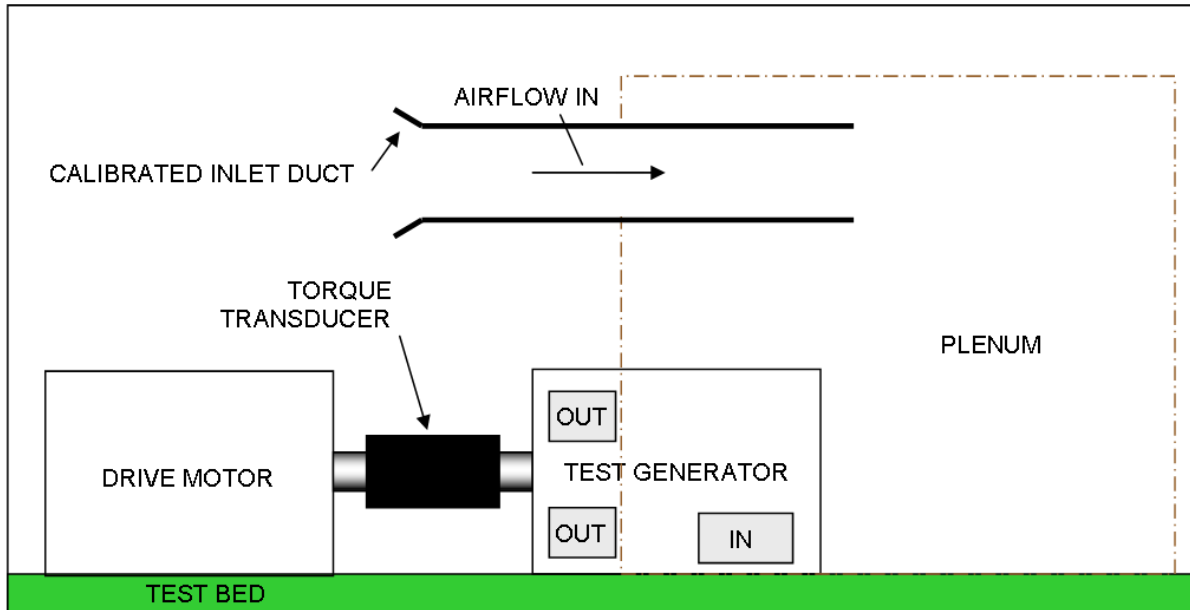 AIRFLOW IN
CALIBRATED INLET DUCT
TORQUE
TRANSDUCER
PLENUM
OUT
DRIVE MOTOR
TEST GENERATOR
OUT
IN
TEST BED